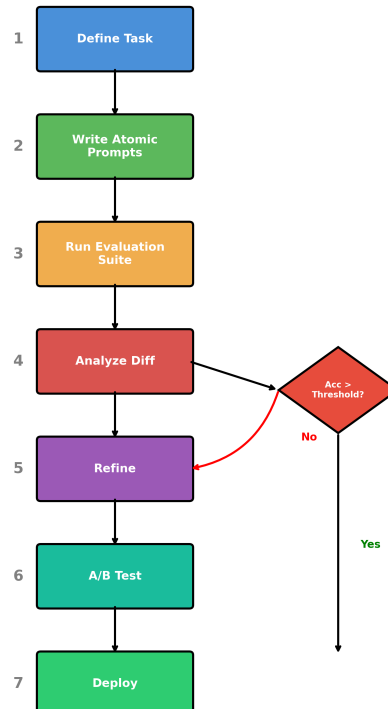 1
Define Task
2
Write Atomic
Prompts
3
Run Evaluation
Suite
4
Analyze Diff
Acc >
Threshold?
No
5
Refine
Yes
6
A/B Test
7
Deploy